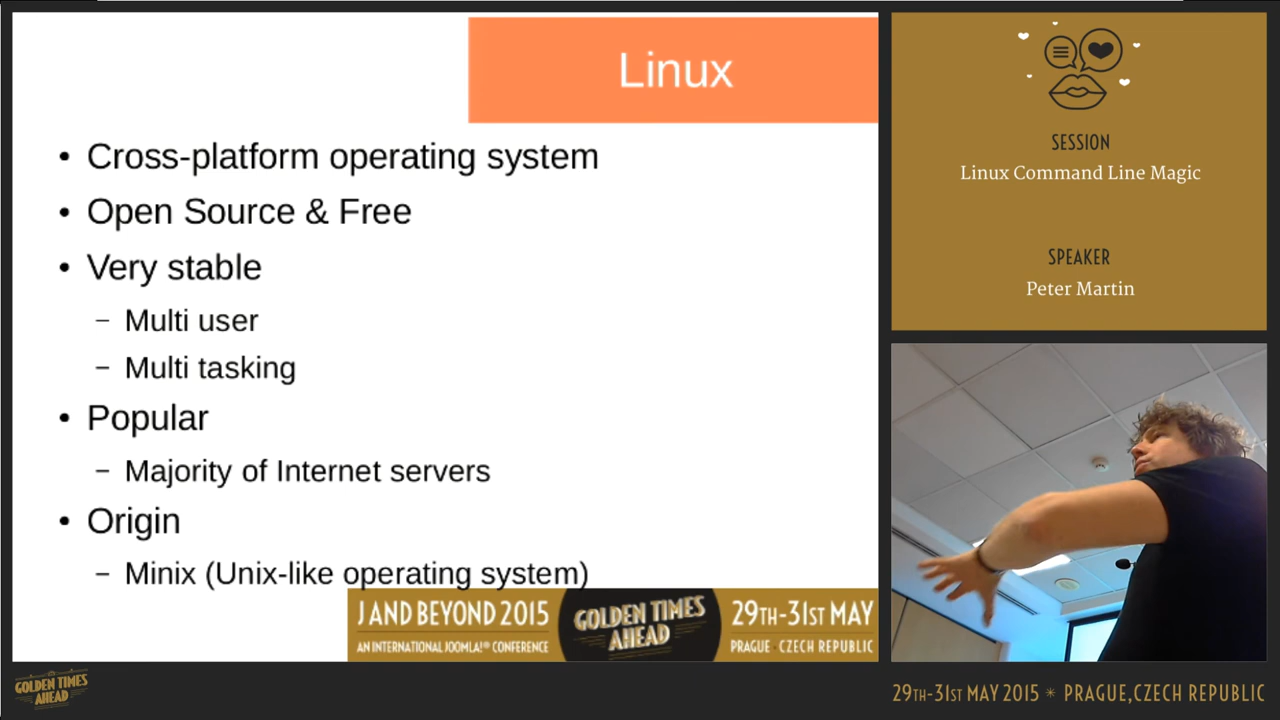 Linux
• Cross-platform operating system
• Open Source & Free
• Very stable
– Multi user
– Multi tasking
• Popular
– Majority of Internet servers
• Origin
– Minix (Unix-like operating system)
J AND BEYOND 2015
AN INTERNATIONAL JOOMLA!® CONFERENCE
GOLDEN TIMES
AHEAD
29TH-31ST MAY
PRAGUE · CZECH REPUBLIC
SESSION
Linux Command Line Magic
SPEAKER
Peter Martin
GOLDEN TIMES
AHEAD
29TH-31ST MAY 2015 * PRAGUE,CZECH REPUBLIC